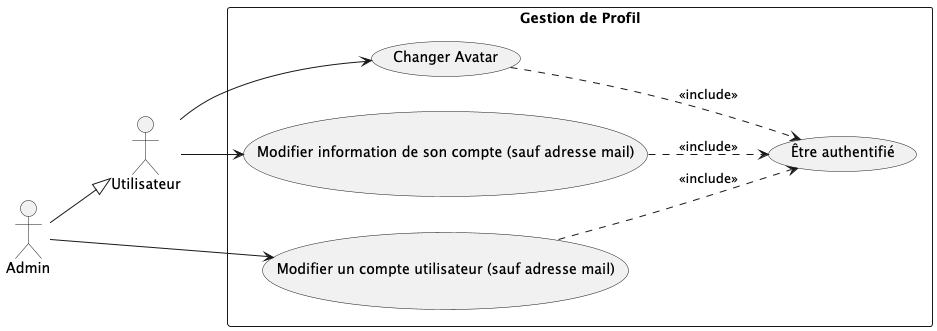 Gestion de Profil
Changer Avatar
«include»
Modifier information de son compte (sauf adresse mail)
«include»
Être authentifié
«include»
Utilisateur
Admin
Modifier un compte utilisateur (sauf adresse mail)